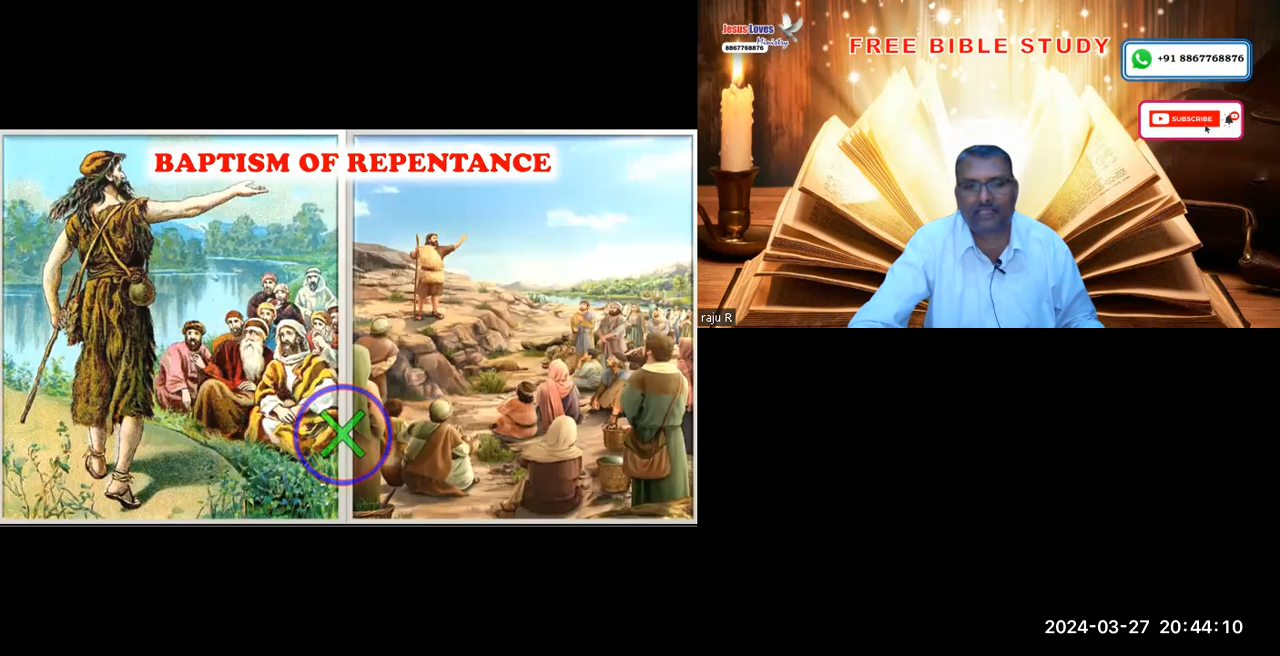 BAPTISM OF REPENTANCE
Jesus Loves
Ministry
8867768876
FREE BIBLE STUDY
+91 8867768876
SUBSCRIBE
raju R
2024-03-27 20:44:10